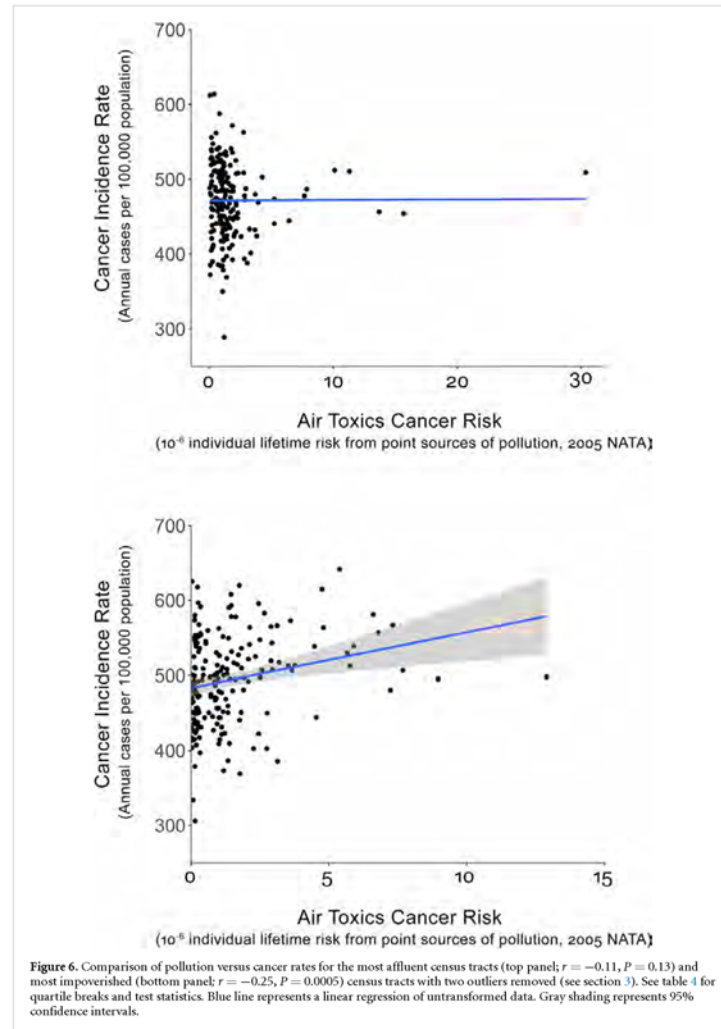 700
600
500
400
300
Cancer Incidence Rate
(Annual cases per 100,000 population)
0
10
20
30
Air Toxics Cancer Risk
(10⁻⁶ individual lifetime risk from point sources of pollution, 2005 NATA)
700
600
500
400
300
Cancer Incidence Rate
(Annual cases per 100,000 population)
0
5
10
15
Air Toxics Cancer Risk
(10⁻⁶ individual lifetime risk from point sources of pollution, 2005 NATA)
Figure 6. Comparison of pollution versus cancer rates for the most affluent census tracts (top panel; r = −0.11, P = 0.13) and
most impoverished (bottom panel; r = −0.25, P = 0.0005) census tracts with two outliers removed (see section 3). See table 4 for
quartile breaks and test statistics. Blue line represents a linear regression of untransformed data. Gray shading represents 95%
confidence intervals.